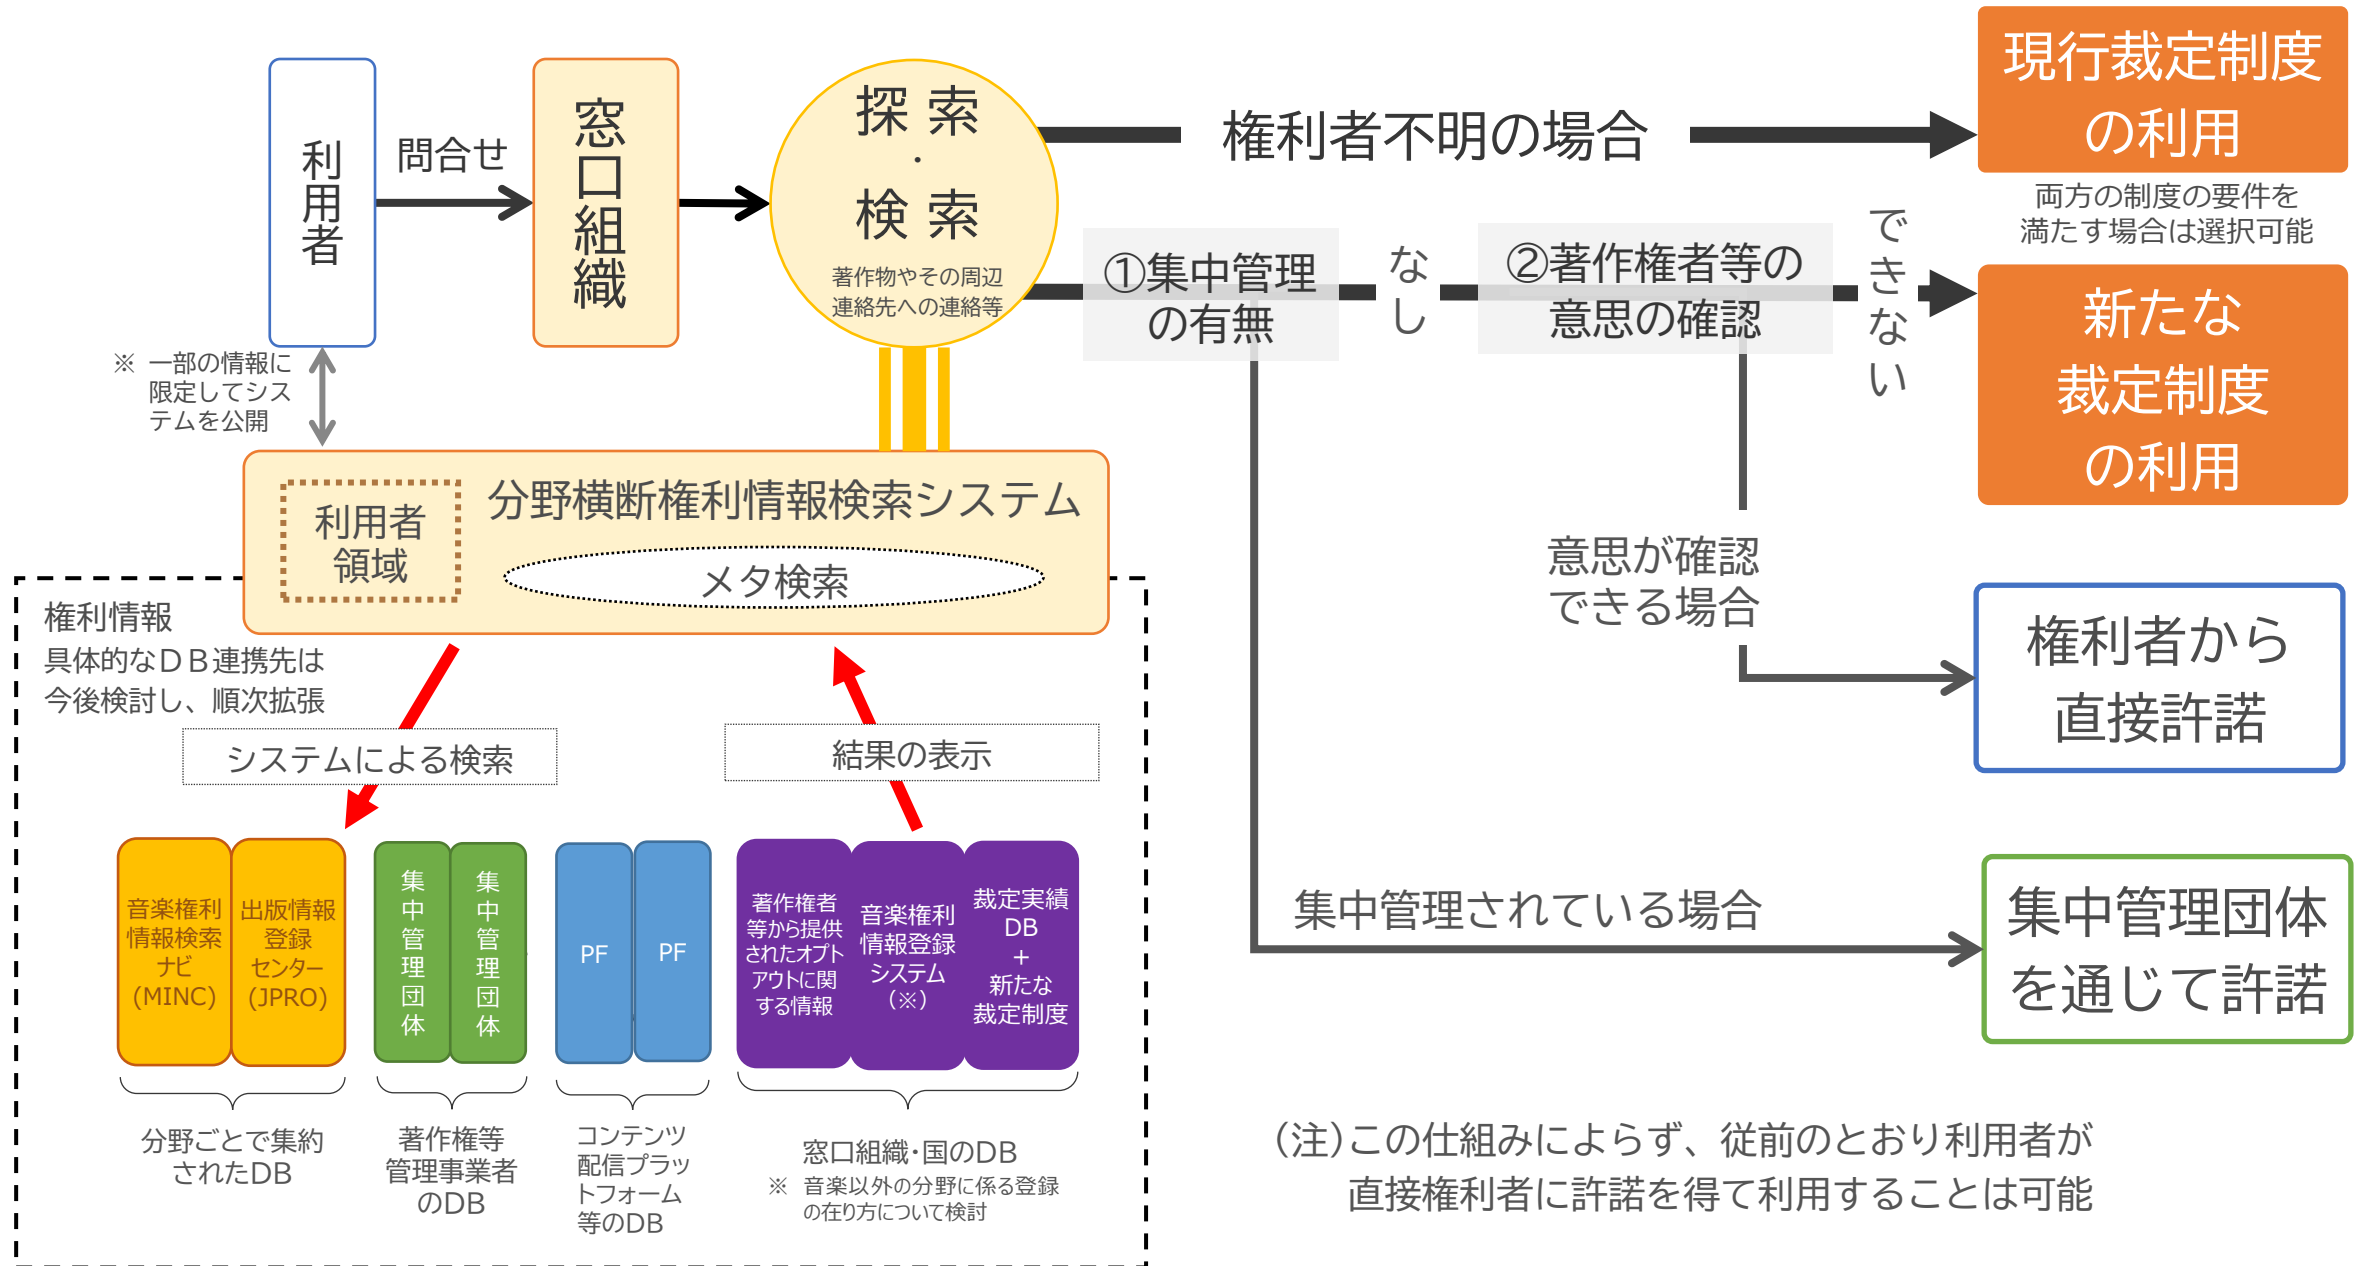 利用者
問合せ
窓口組織
探 索
・
検 索
著作物やその周辺
連絡先への連絡等
権利者不明の場合
現行裁定制度
の利用
両方の制度の要件を
満たす場合は選択可能
①集中管理
の有無
なし
②著作権者等の
意思の確認
できない
新たな
裁定制度
の利用
※ 一部の情報に
限定してシス
テムを公開
分野横断権利情報検索システム
利用者
領域
メタ検索
意思が確認
できる場合
権利者から
直接許諾
権利情報
具体的なＤＢ連携先は
今後検討し、順次拡張
システムによる検索
結果の表示
集中管理されている場合
集中管理団体
を通じて許諾
音楽権利
情報検索
ナビ
(MINC)
出版情報
登録
センター
(JPRO)
集中管理団体
集中管理団体
PF
PF
著作権者
等から提供
されたオプト
アウトに関
する情報
音楽権利
情報登録
システム
（※）
裁定実績
DB
＋
新たな
裁定制度
分野ごとで集約
されたDB
著作権等
管理事業者
のDB
コンテンツ
配信プラッ
トフォーム
等のDB
窓口組織・国のDB
※ 音楽以外の分野に係る登録
の在り方について検討
（注）この仕組みによらず、従前のとおり利用者が
直接権利者に許諾を得て利用することは可能